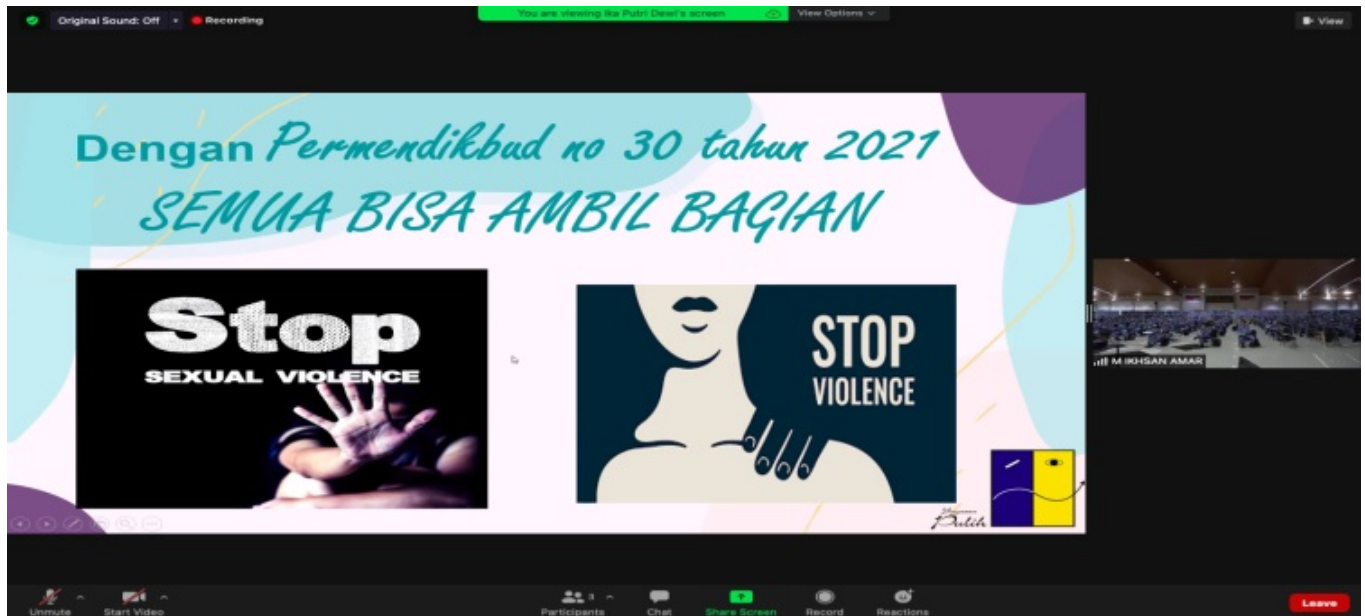 Original Sound: Off
Recording
You are viewing Ika Putri Dewi's screen
View Options
View
Dengan Permendikbud no 30 tahun 2021
SEMUA BISA AMBIL BAGIAN
Stop
SEXUAL VIOLENCE
STOP
VIOLENCE
M IKHSAN AMAR
Pulih
Unmute
Start Video
Participants
3
Chat
Share Screen
Record
Reactions
Leave